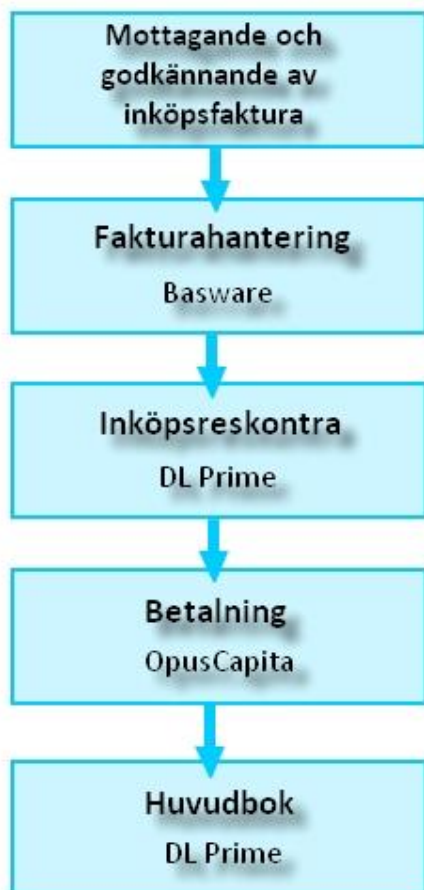 Mottagande och
godkännande av
inköpsfaktura
Fakturahantering
Basware
Inköpsreskontra
DL Prime
Betalning
OpusCapita
Huvudbok
DL Prime